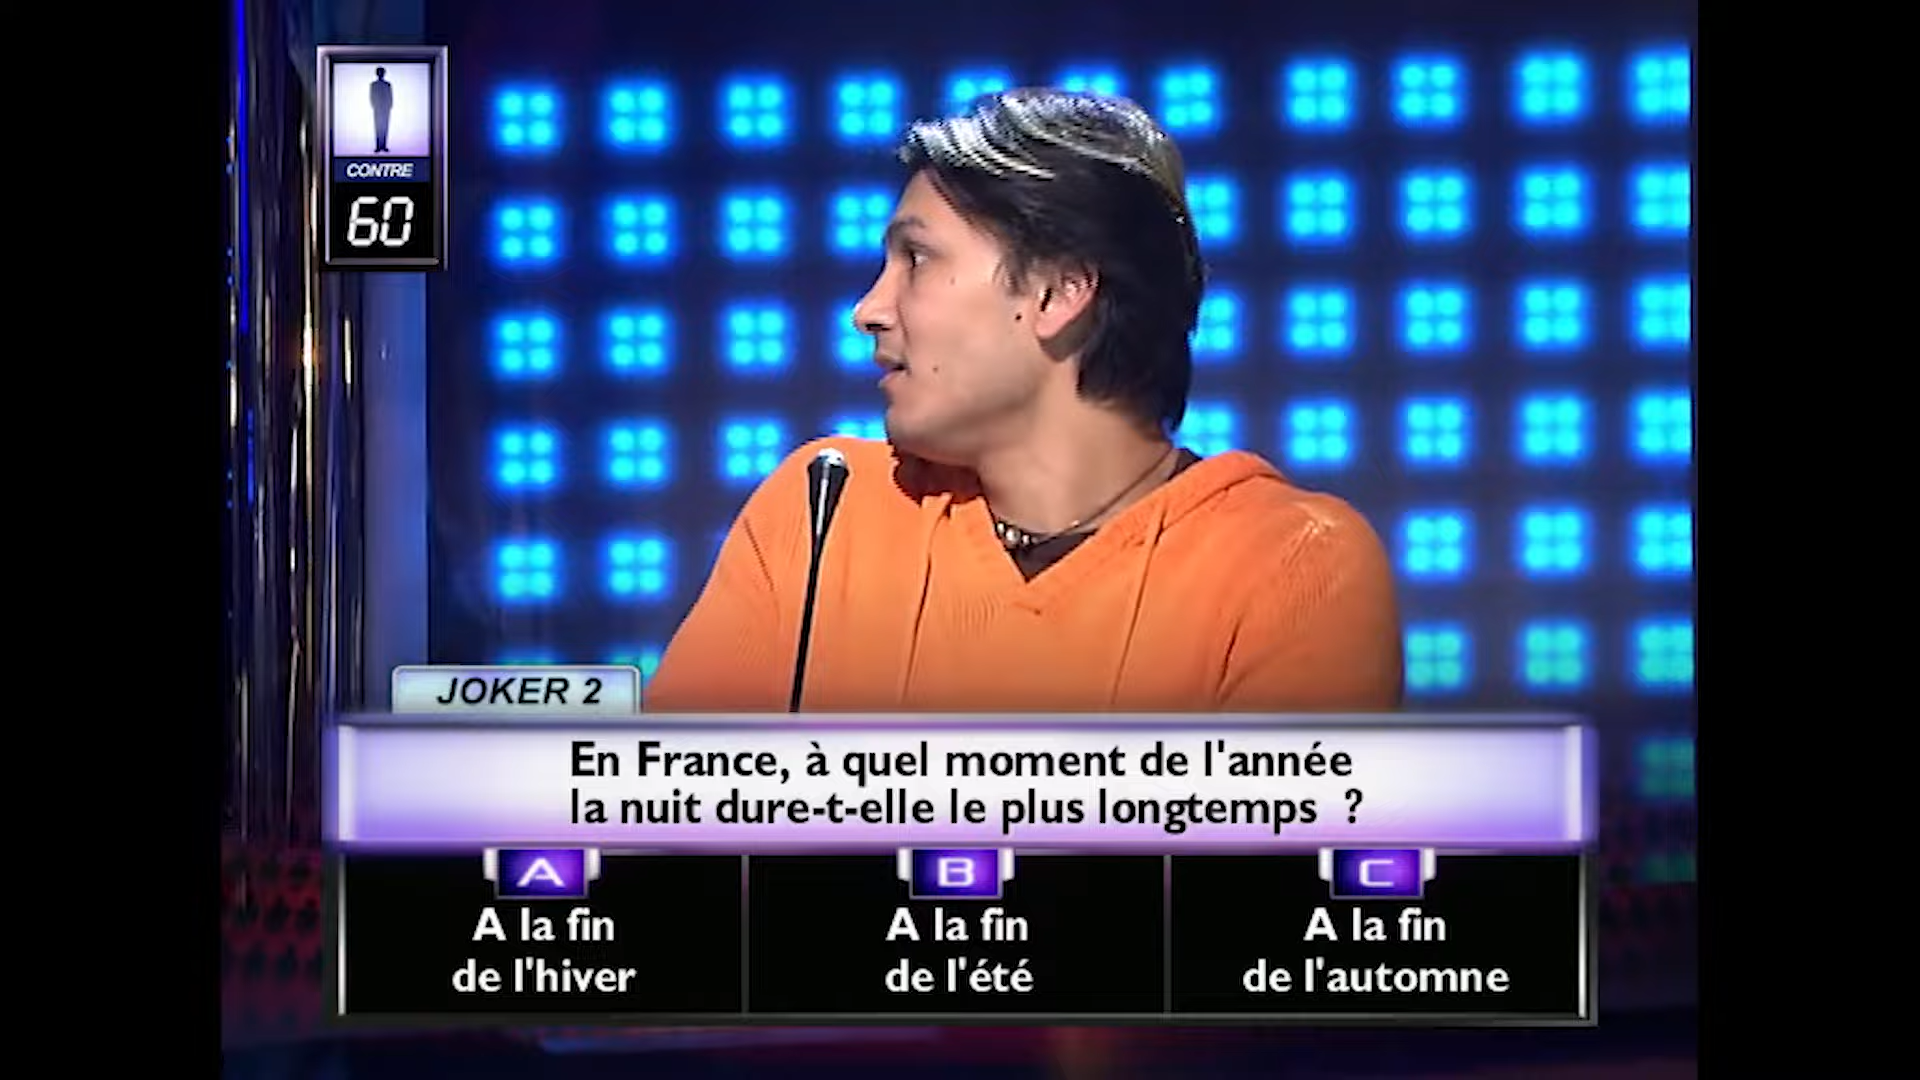 CONTRE
60
JOKER 2
En France, à quel moment de l'année
la nuit dure-t-elle le plus longtemps ?
A
A la fin
de l'hiver
B
A la fin
de l'été
C
A la fin
de l'automne